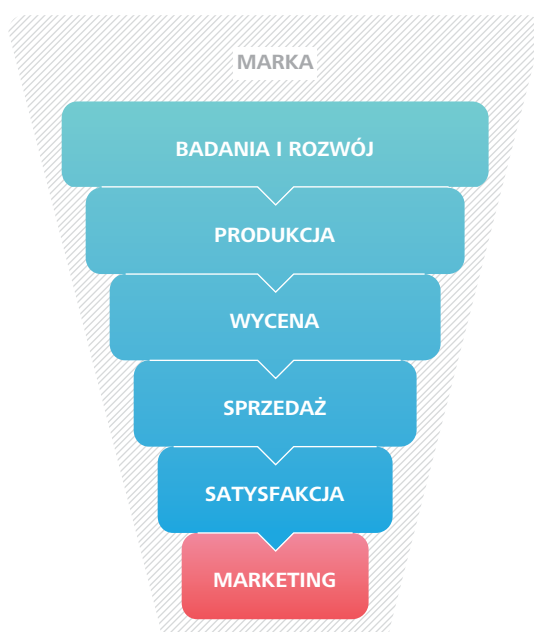 MARKA
BADANIA I ROZWÓJ
PRODUKCJA
WYCENA
SPRZEDAŻ
SATYSFAKCJA
MARKETING